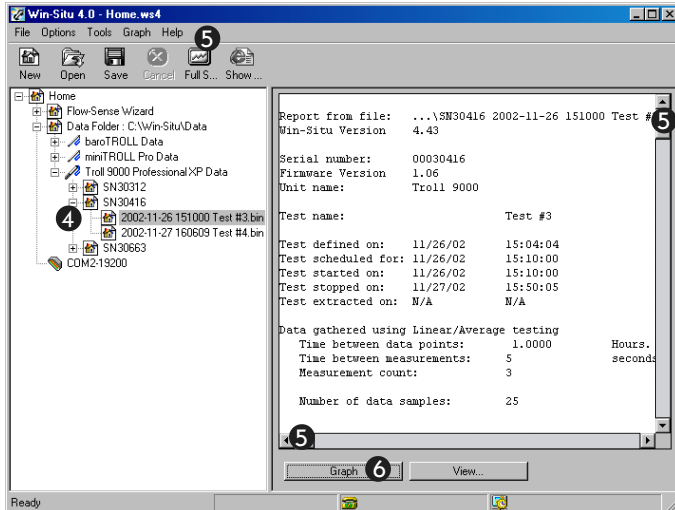 Win-Situ 4.0 - Home.ws4
File Options Tools Graph Help
5
New Open Save Cancel Full S... Show ...
Home
Flow-Sense Wizard
Data Folder : C:\Win-Situ\Data
baroTROLL Data
miniTROLL Pro Data
Troll 9000 Professional XP Data
SN30312
SN30416
4
2002-11-26 151000 Test #3.bin
2002-11-27 160609 Test #4.bin
SN30663
COM2-19200
Report from file: ...\SN30416 2002-11-26 151000 Test #
5
Win-Situ Version 4.43
Serial number: 00030416
Firmware Version 1.06
Unit name: Troll 9000
Test name: Test #3
Test defined on: 11/26/02 15:04:04
Test scheduled for: 11/26/02 15:10:00
Test started on: 11/26/02 15:10:00
Test stopped on: 11/27/02 15:50:05
Test extracted on: N/A N/A
Data gathered using Linear/Average testing
Time between data points: 1.0000 Hours.
Time between measurements: 5 seconds
Measurement count: 3
Number of data samples: 25
5
Graph 6 View...
Ready